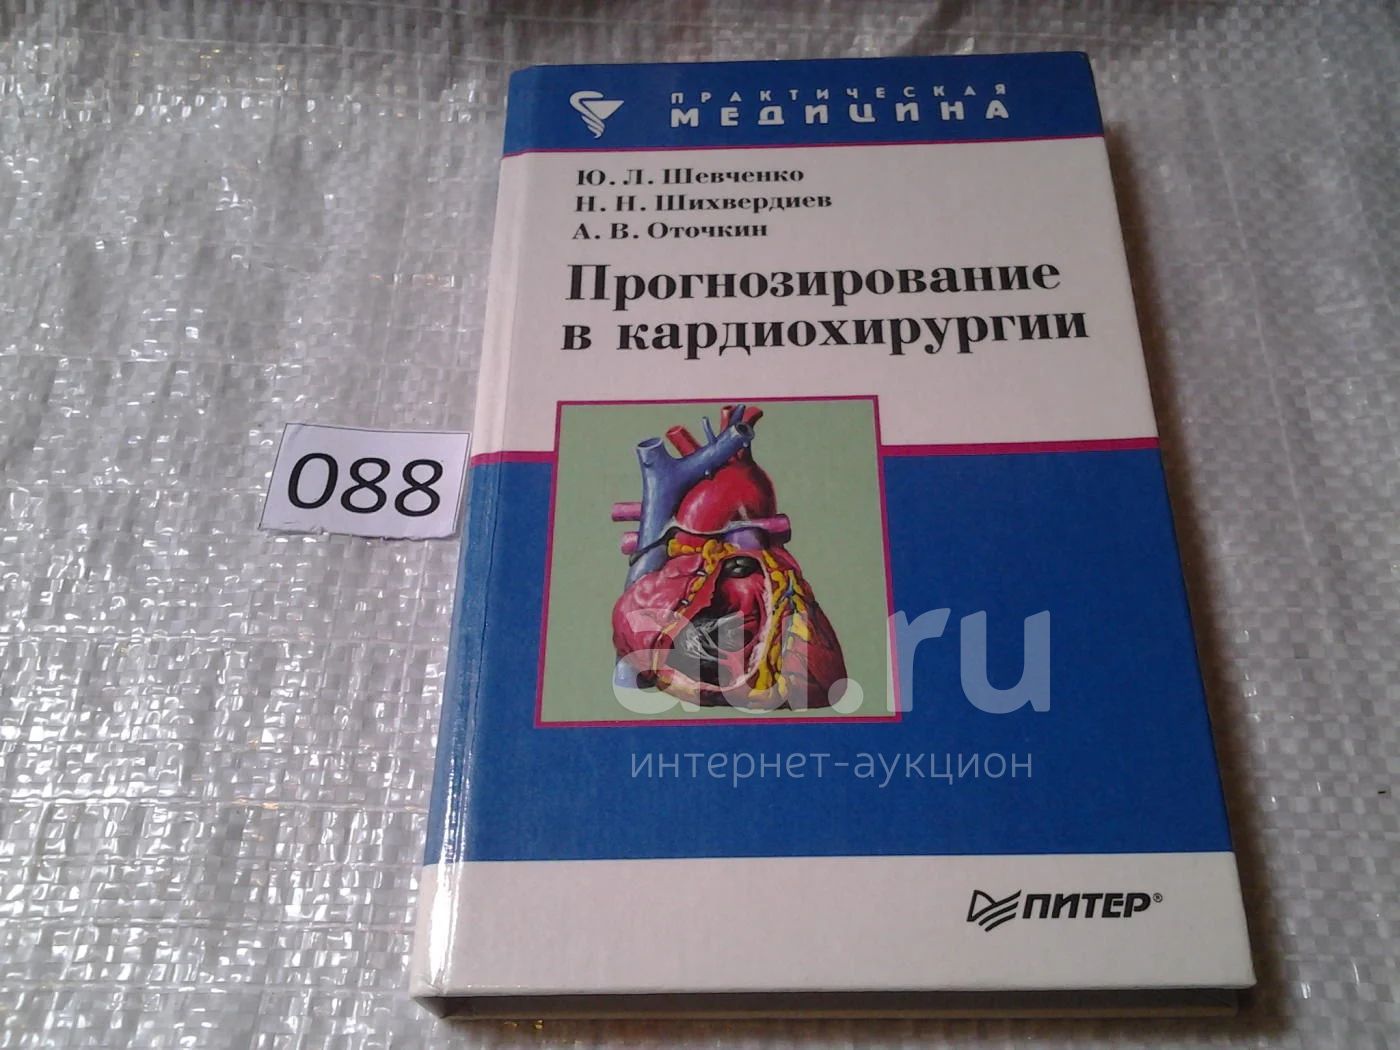 ПРАКТИЧЕСКАЯ
МЕДИЦИНА
Ю. Л. Шевченко
Н. Н. Шихвердиев
А. В. Оточкин
Прогнозирование
в кардиохирургии
088
au.ru
интернет-аукцион
ПИТЕР®